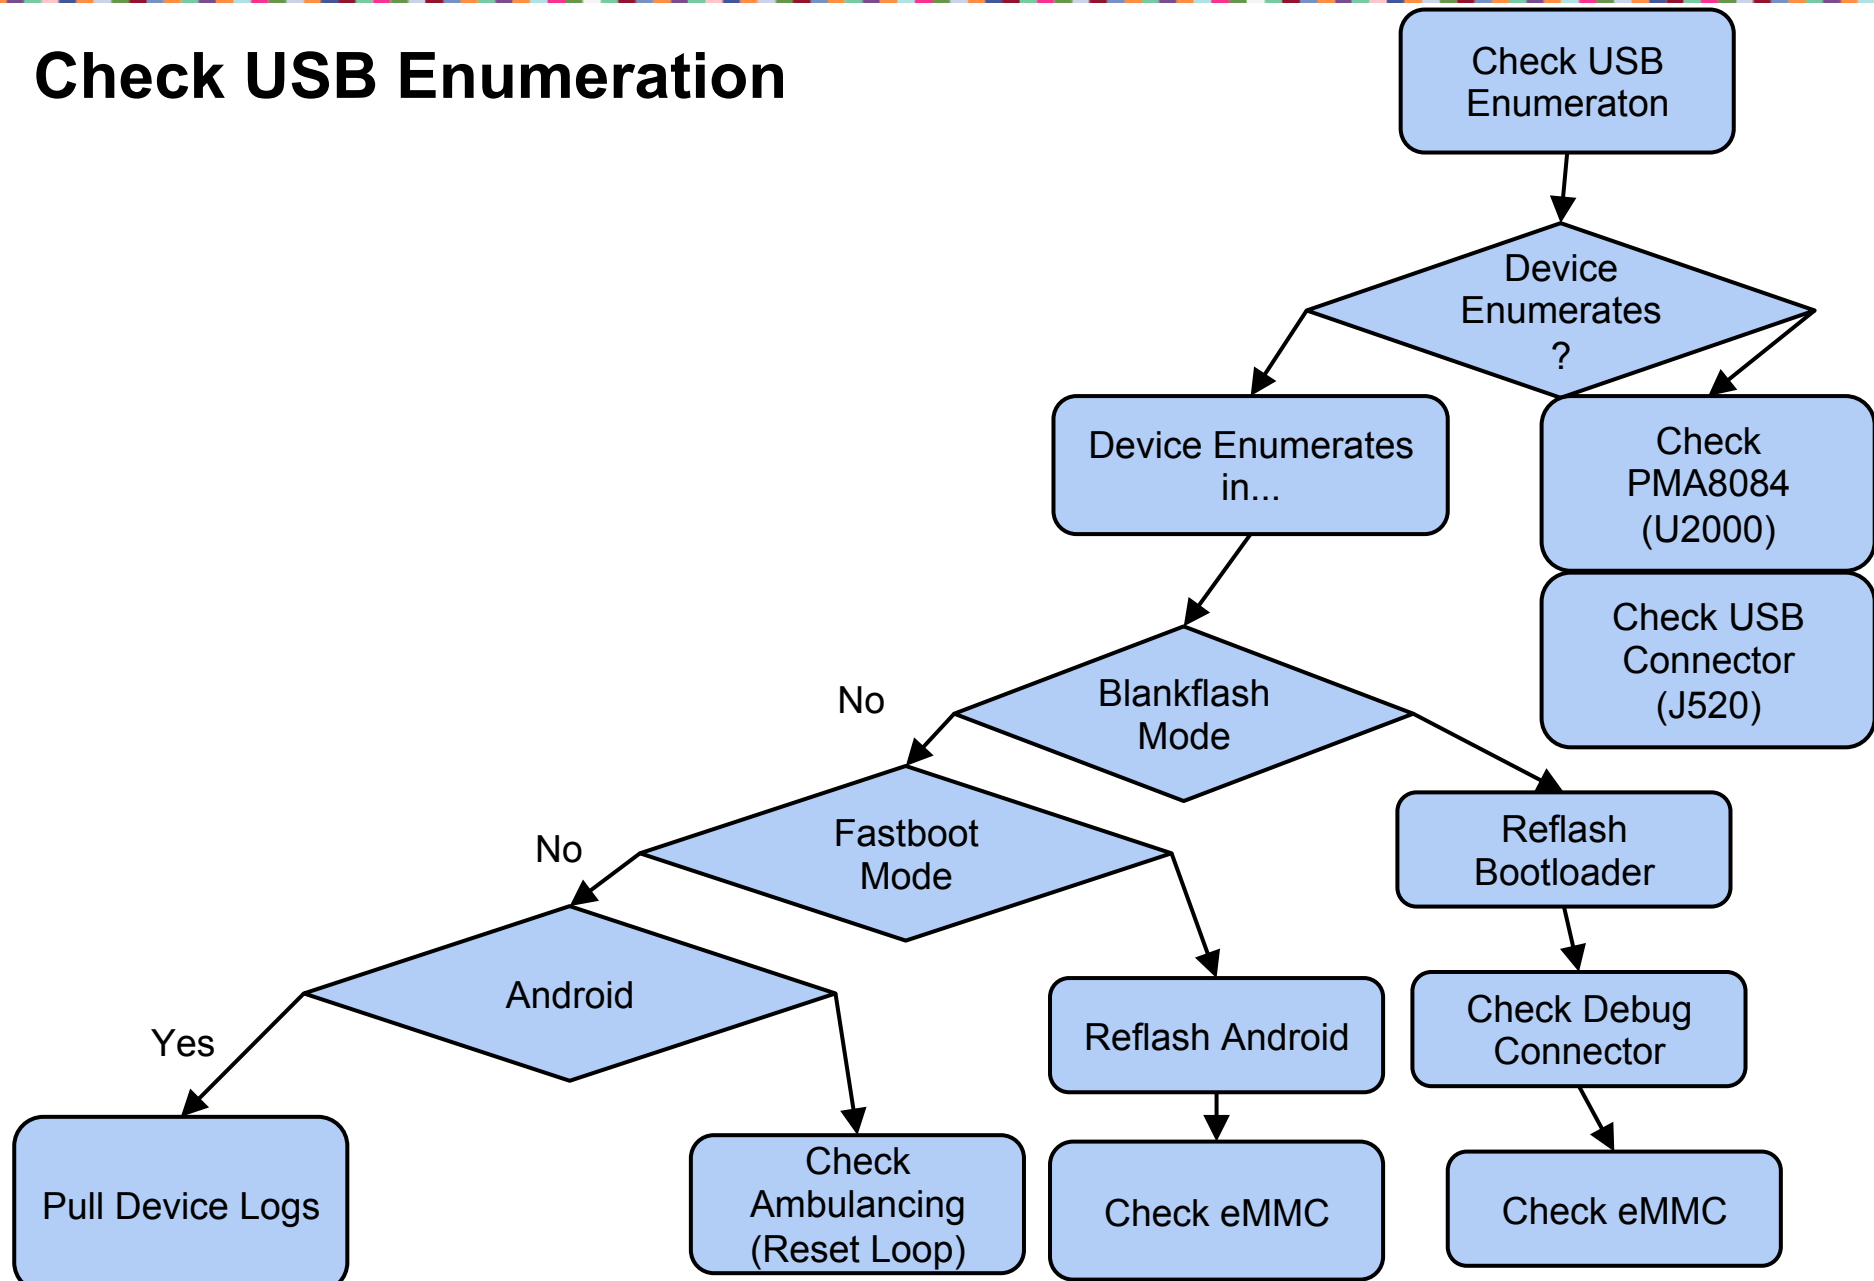 Check USB Enumeration
Check USB
Enumeraton
Device
Enumerates
?
Device Enumerates
in...
Check
PMA8084
(U2000)
Check USB
Connector
(J520)
No
Blankflash
Mode
No
Fastboot
Mode
Reflash
Bootloader
Yes
Android
Reflash Android
Check Debug
Connector
Pull Device Logs
Check
Ambulancing
(Reset Loop)
Check eMMC
Check eMMC